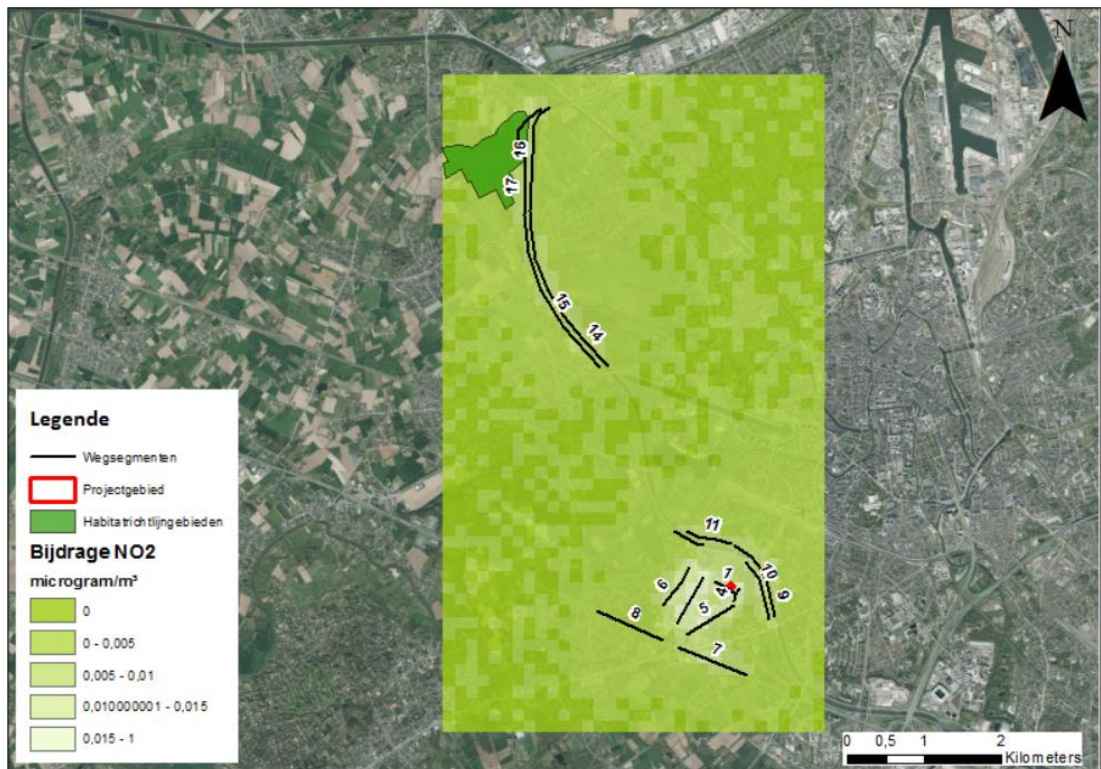 N
16
17
15
14
11
10
9
1
4
6
5
8
7
Legende
Wegsegmenten
Projectgebied
Habitatrichtlijngebieden
Bijdrage NO2
microgram/m³
0
0 - 0,005
0,005 - 0,01
0,010000001 - 0,015
0,015 - 1
0 0,5 1 2
Kilometers